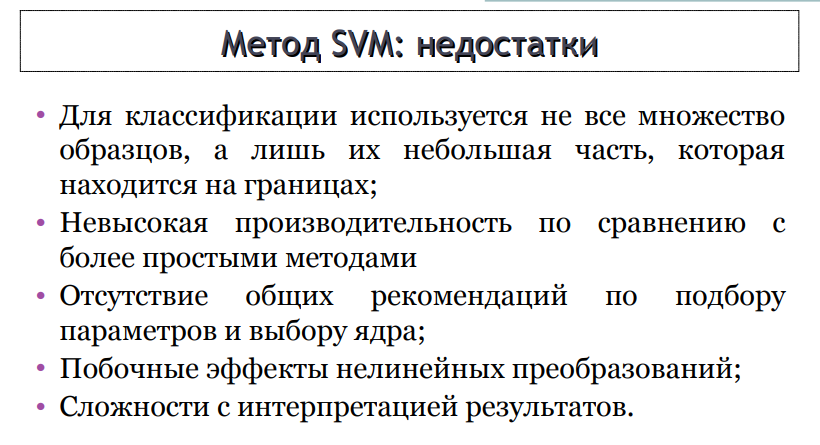 Метод SVM: недостатки
• Для классификации используется не все множество
образцов, а лишь их небольшая часть, которая
находится на границах;
• Невысокая производительность по сравнению с
более простыми методами
• Отсутствие общих рекомендаций по подбору
параметров и выбору ядра;
• Побочные эффекты нелинейных преобразований;
• Сложности с интерпретацией результатов.